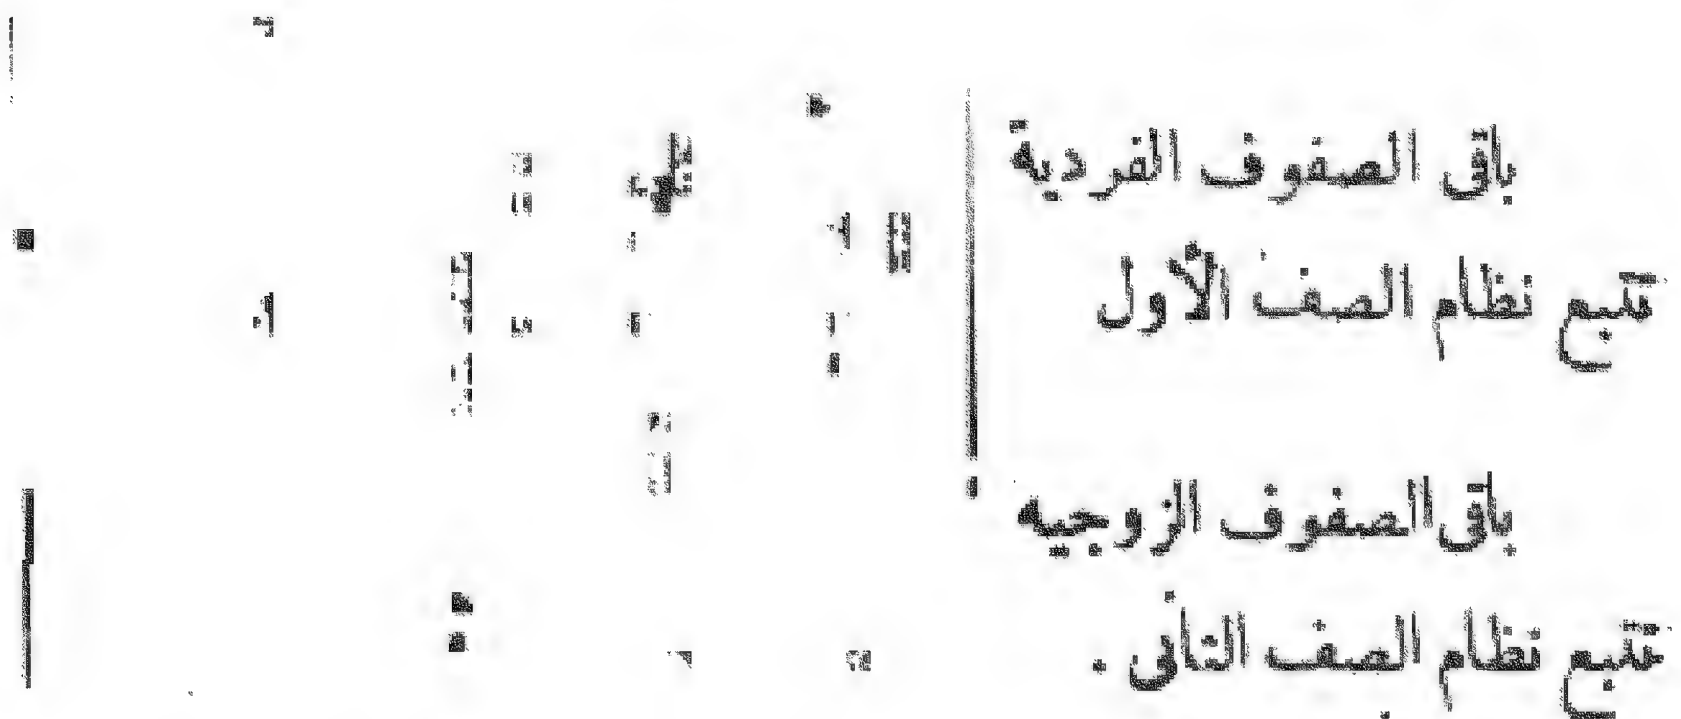 باقى الصفوف الفردية
تتبع نظام الصف الأول
باقى الصفوف الزوجيه
تتبع نظام الصف الثانى .